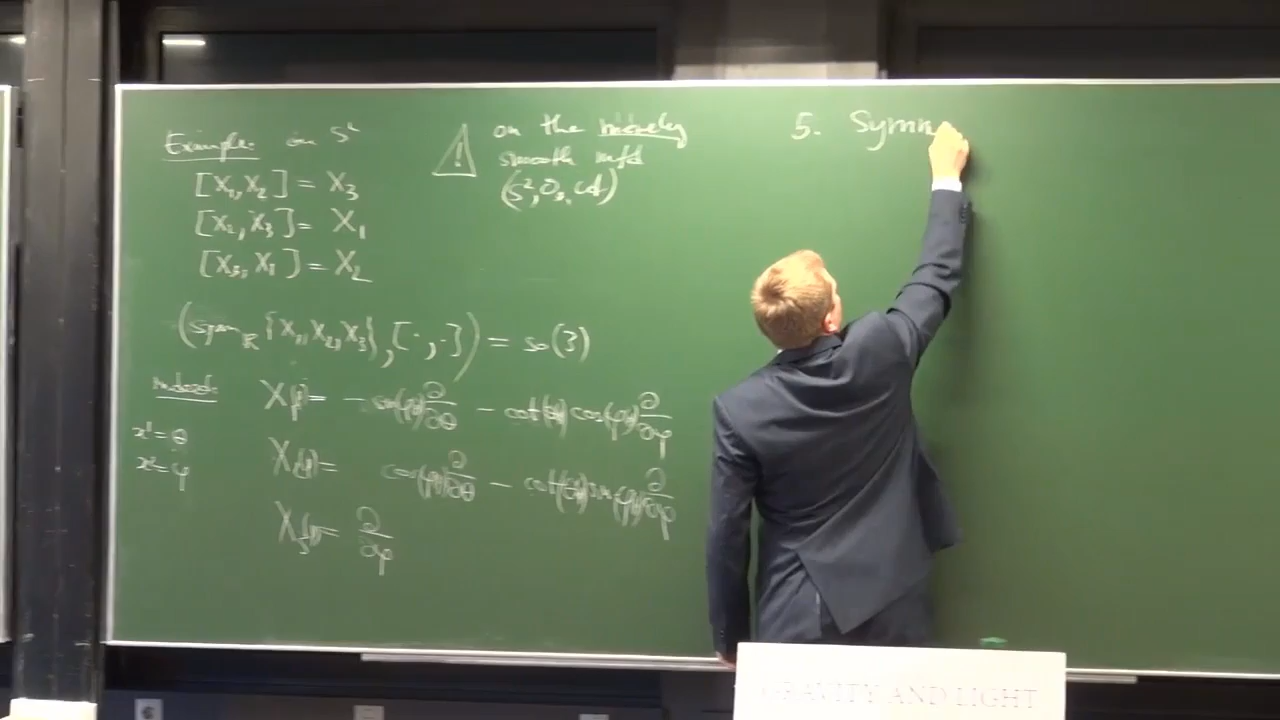 Example: on S²
[X₁, X₂] = X₃
[X₂, X₃] = X₁
[X₃, X₁] = X₂
(span_ℝ {X₁, X₂, X₃}, [·,·]) = so(3)
x¹ = θ
x² = φ
X₁(p) = − sin(φ(p)) ∂/∂θ − cot(θ(p)) cos(φ(p)) ∂/∂φ
X₂(p) = cos(φ(p)) ∂/∂θ − cot(θ(p)) sin(φ(p)) ∂/∂φ
X₃(p) = ∂/∂φ
! on the merely
smooth mfd
(S², O, A)
5. Symm
GRAVITY AND LIGHT